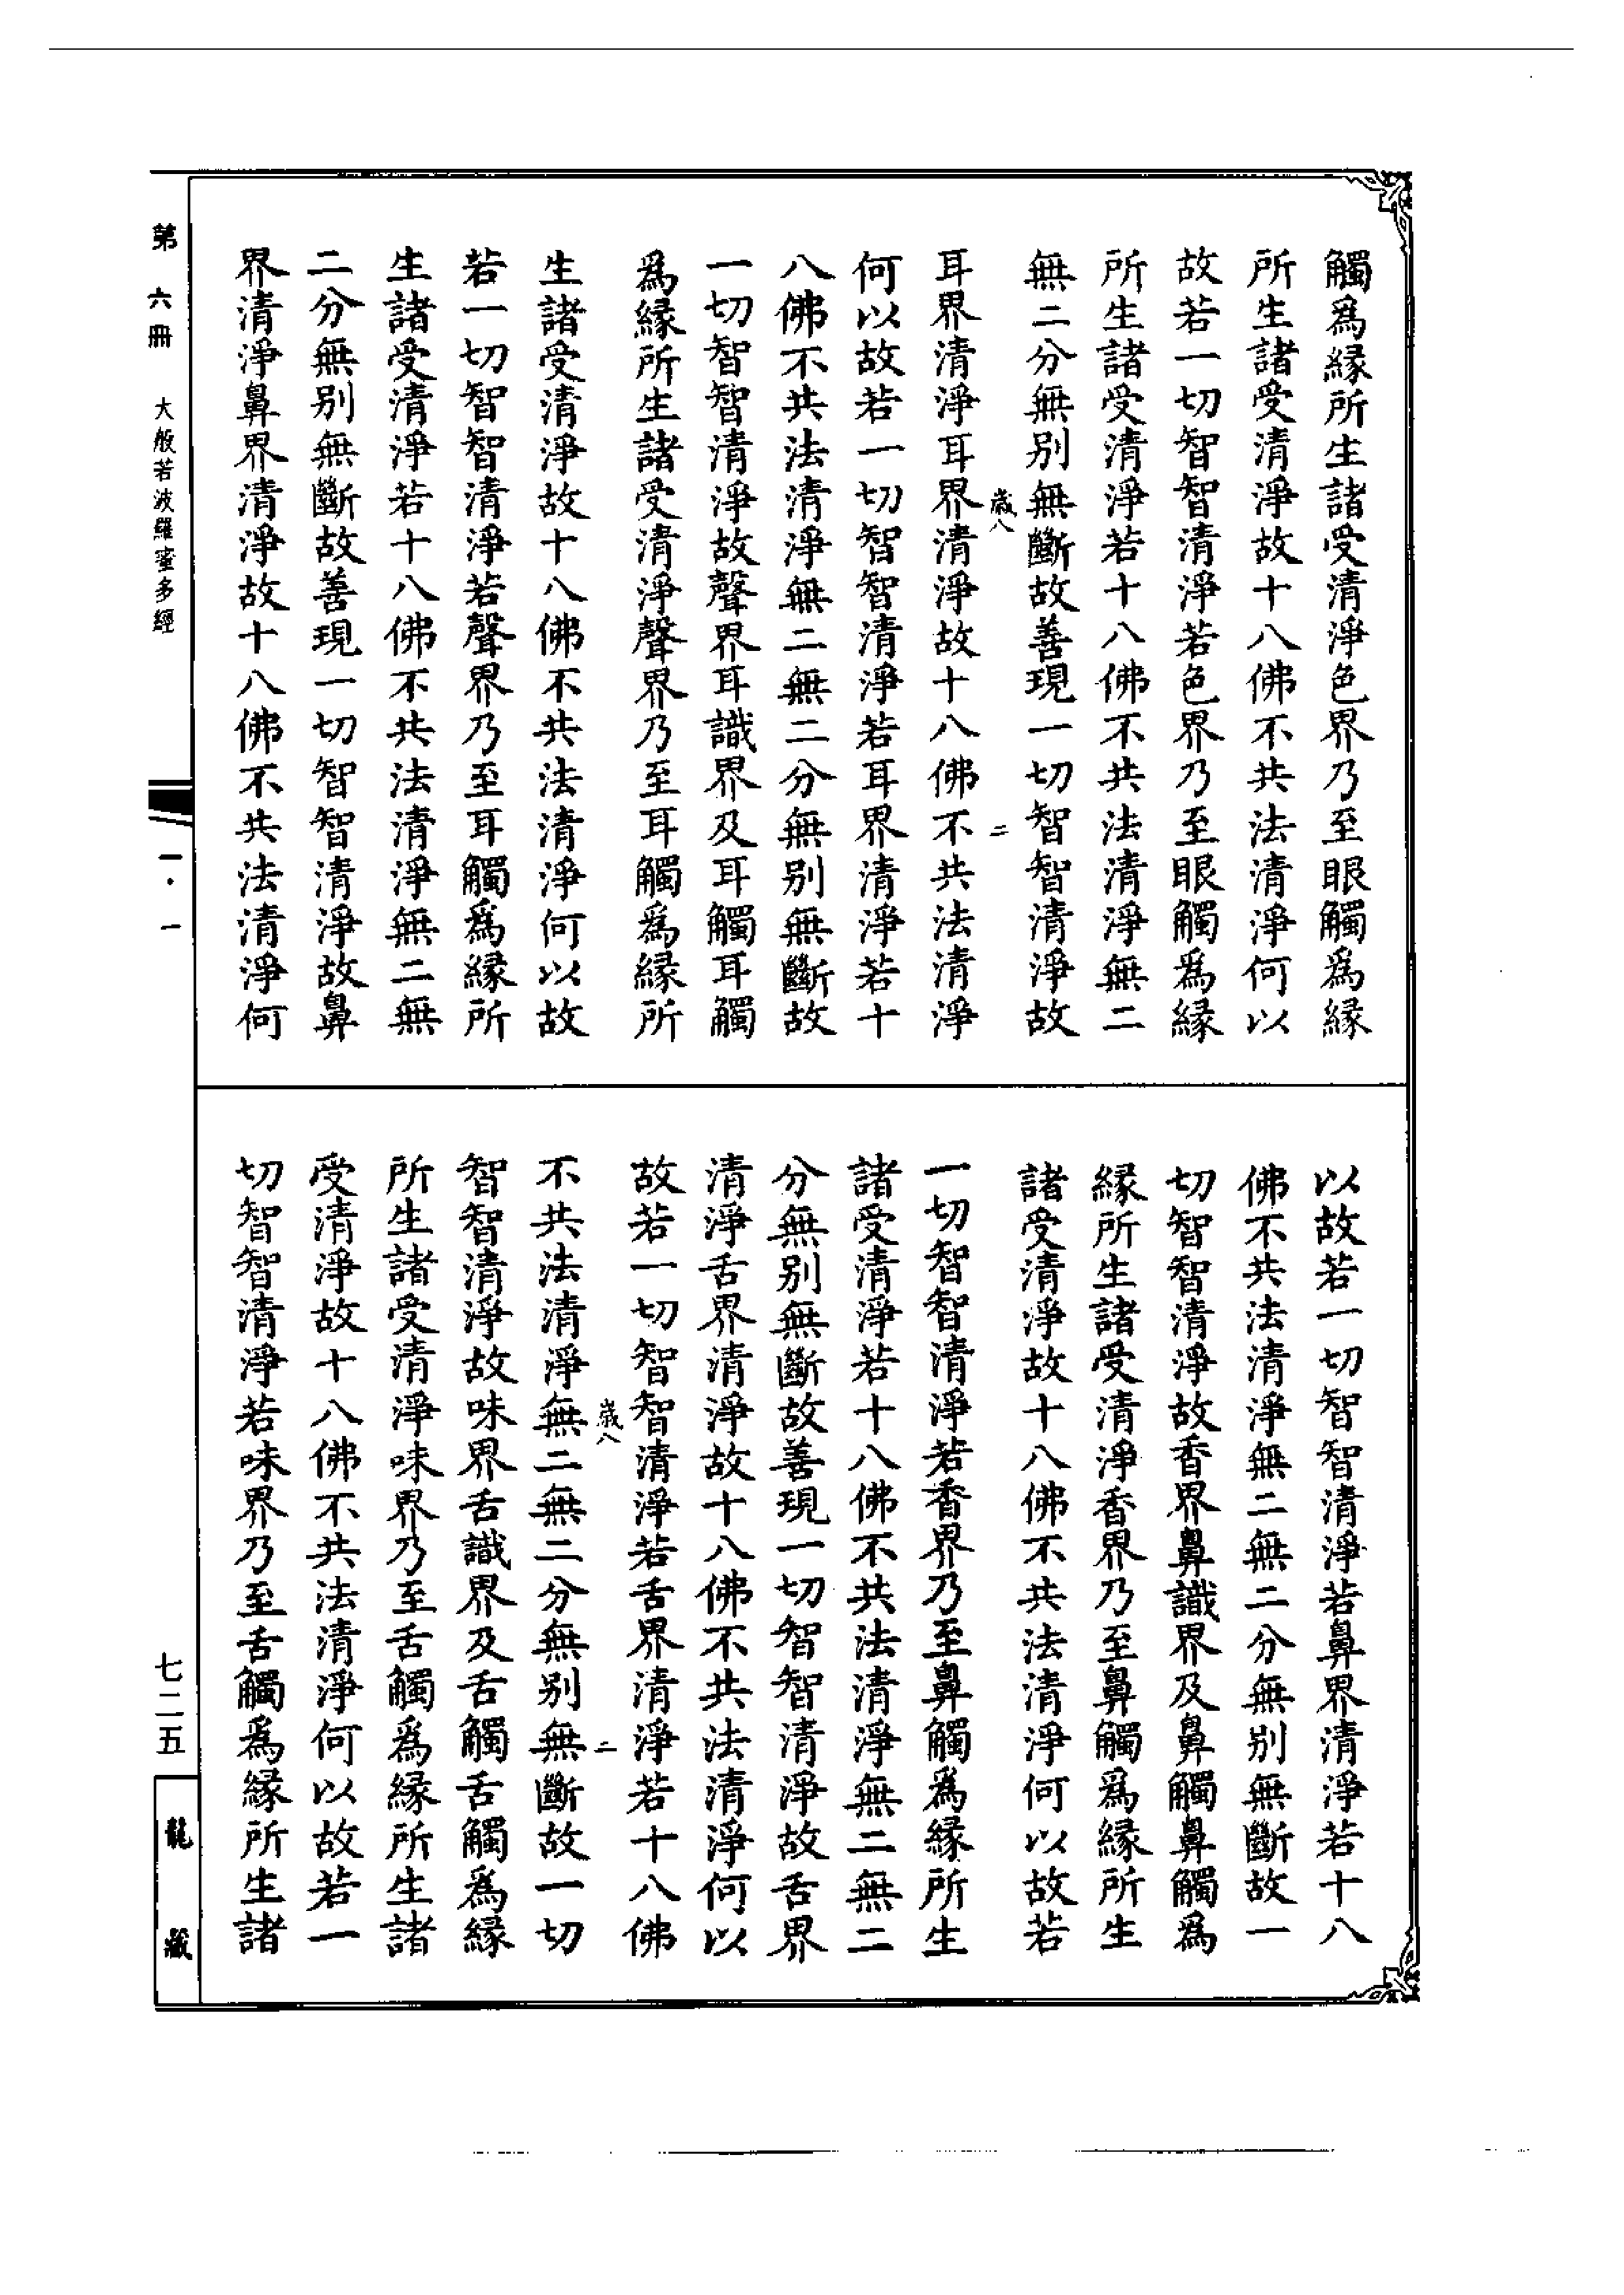 觸爲緣所生諸受清淨色界乃至眼觸爲緣
所生諸受清淨故十八佛不共法清淨何以
故若一切智智清淨若色界乃至眼觸爲緣
所生諸受清淨若十八佛不共法清淨無二
無二分無别無斷故善現一切智智清淨故
歲八
二
耳界清淨耳界清淨故十八佛不共法清淨
何以故若一切智智清淨若耳界清淨若十
八佛不共法清淨無二無二分無别無斷故
一切智智清淨故聲界耳識界及耳觸耳觸
爲緣所生諸受清淨聲界乃至耳觸爲緣所
生諸受清淨故十八佛不共法清淨何以故
若一切智智清淨若聲界乃至耳觸爲緣所
生諸受清淨若十八佛不共法清淨無二無
二分無别無斷故善現一切智智清淨故鼻
界清淨鼻界清淨故十八佛不共法清淨何
以故若一切智智清淨若鼻界清淨若十八
佛不共法清淨無二無二分無别無斷故一
切智智清淨故香界鼻識界及鼻觸鼻觸爲
緣所生諸受清淨香界乃至鼻觸爲緣所生
諸受清淨故十八佛不共法清淨何以故若
一切智智清淨若香界乃至鼻觸爲緣所生
諸受清淨若十八佛不共法清淨無二無二
分無别無斷故善現一切智智清淨故舌界
清淨舌界清淨故十八佛不共法清淨何以
故若一切智智清淨若舌界清淨若十八佛
歲八
二
不共法清淨無二無二分無别無斷故一切
智智清淨故味界舌識界及舌觸舌觸爲緣
所生諸受清淨味界乃至舌觸爲緣所生諸
受清淨故十八佛不共法清淨何以故若一
切智智清淨若味界乃至舌觸爲緣所生諸
第六冊 大般若波羅蜜多經
一·一
七二五
龍藏